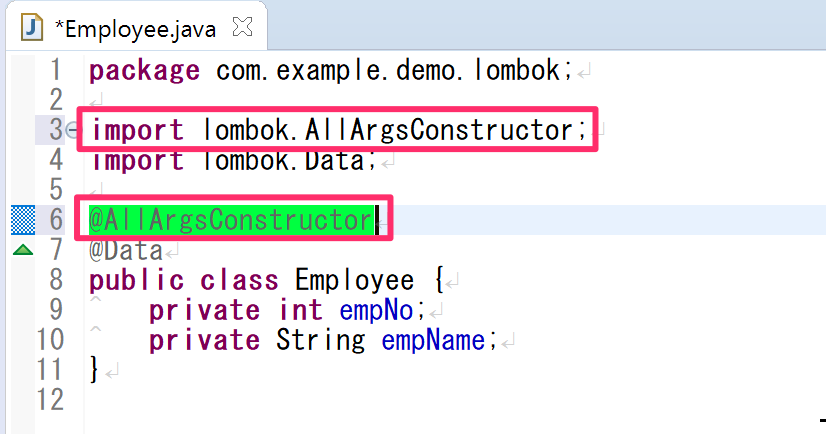 *Employee.java
1 package com.example.demo.lombok;
2
3 import lombok.AllArgsConstructor;
4 import lombok.Data;
5
6 @AllArgsConstructor
7 @Data
8 public class Employee {
9 private int empNo;
10 private String empName;
11 }
12